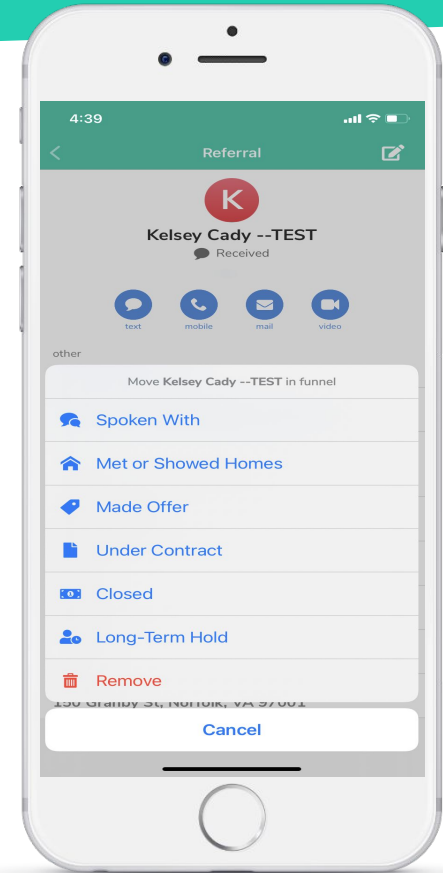 4:39
Referral
K
Kelsey Cady --TEST
Received
text mobile mail video
other
Move Kelsey Cady --TEST in funnel
Spoken With
Met or Showed Homes
Made Offer
Under Contract
Closed
Long-Term Hold
Remove
150 Granby St, Norfolk, VA 97001
Cancel